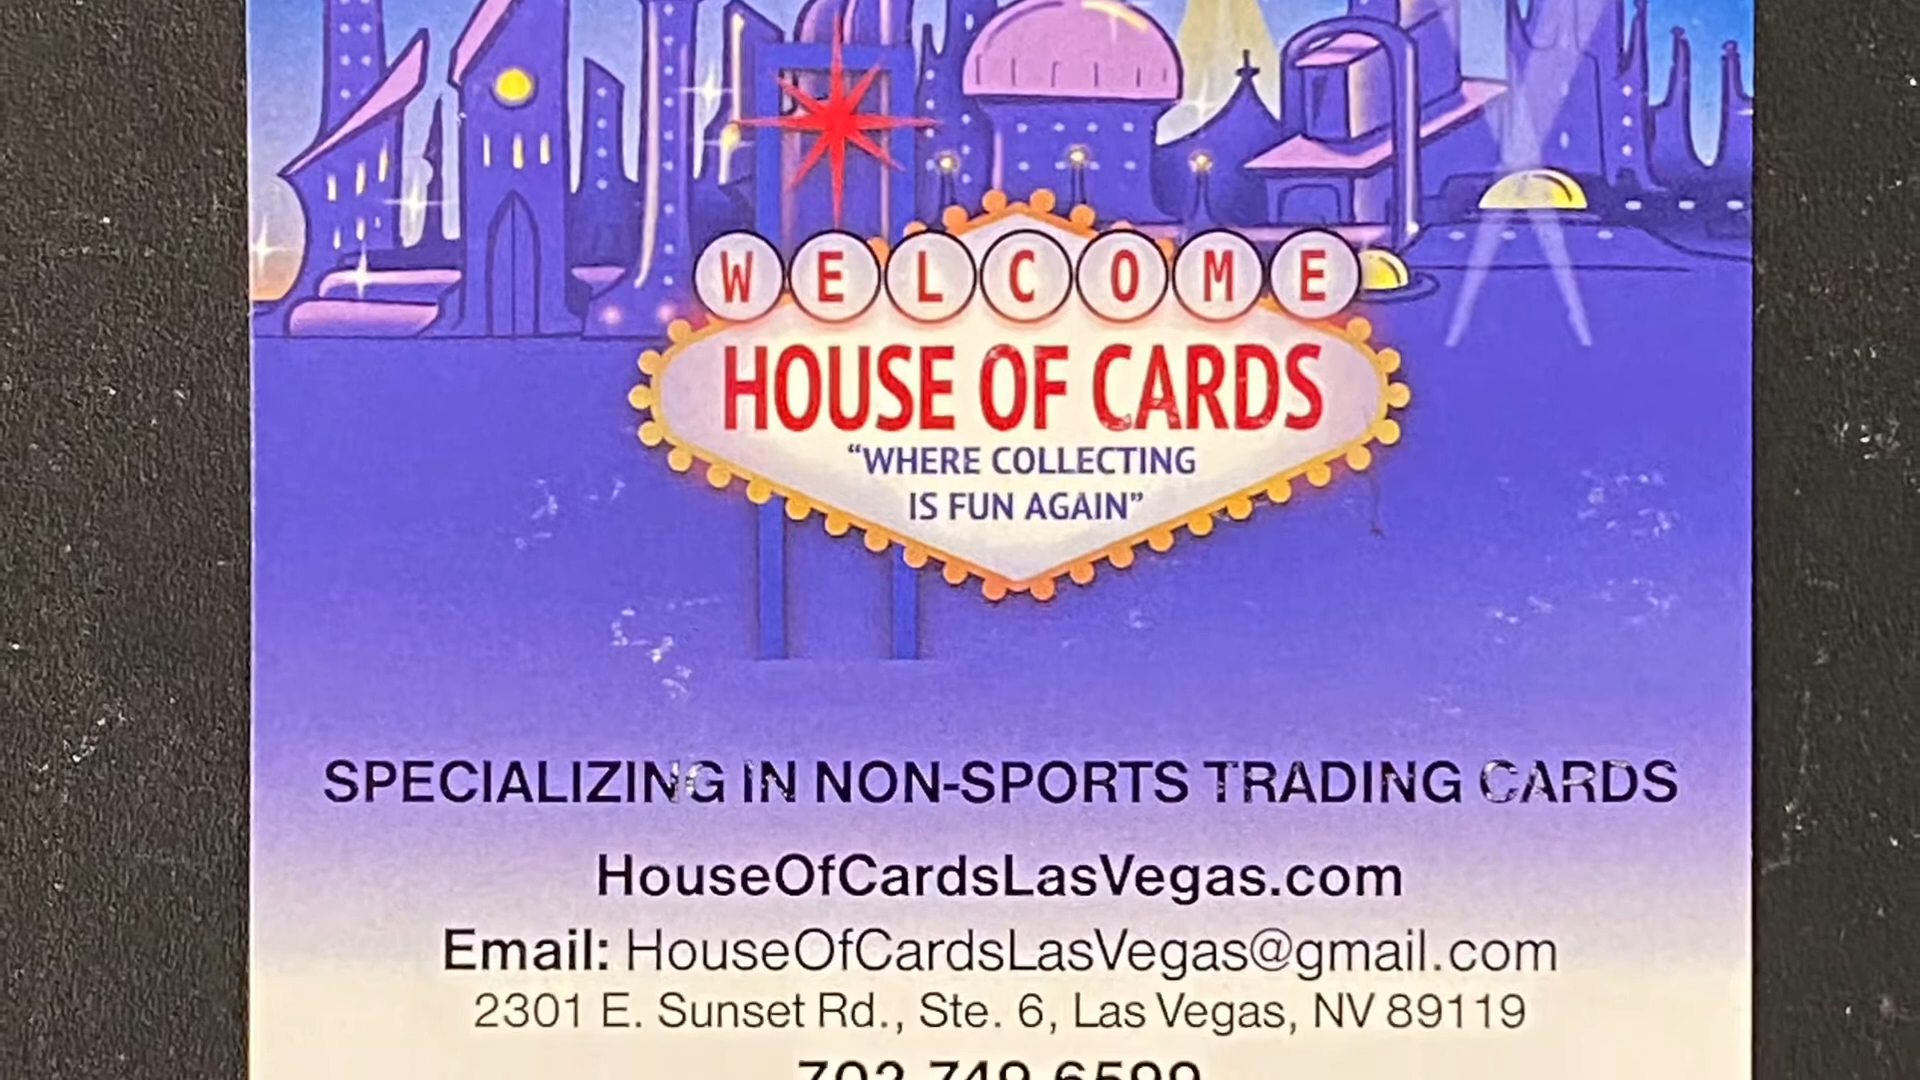 WELCOME
HOUSE OF CARDS
“WHERE COLLECTING
IS FUN AGAIN”
SPECIALIZING IN NON-SPORTS TRADING CARDS
HouseOfCardsLasVegas.com
Email: HouseOfCardsLasVegas@gmail.com
2301 E. Sunset Rd., Ste. 6, Las Vegas, NV 89119